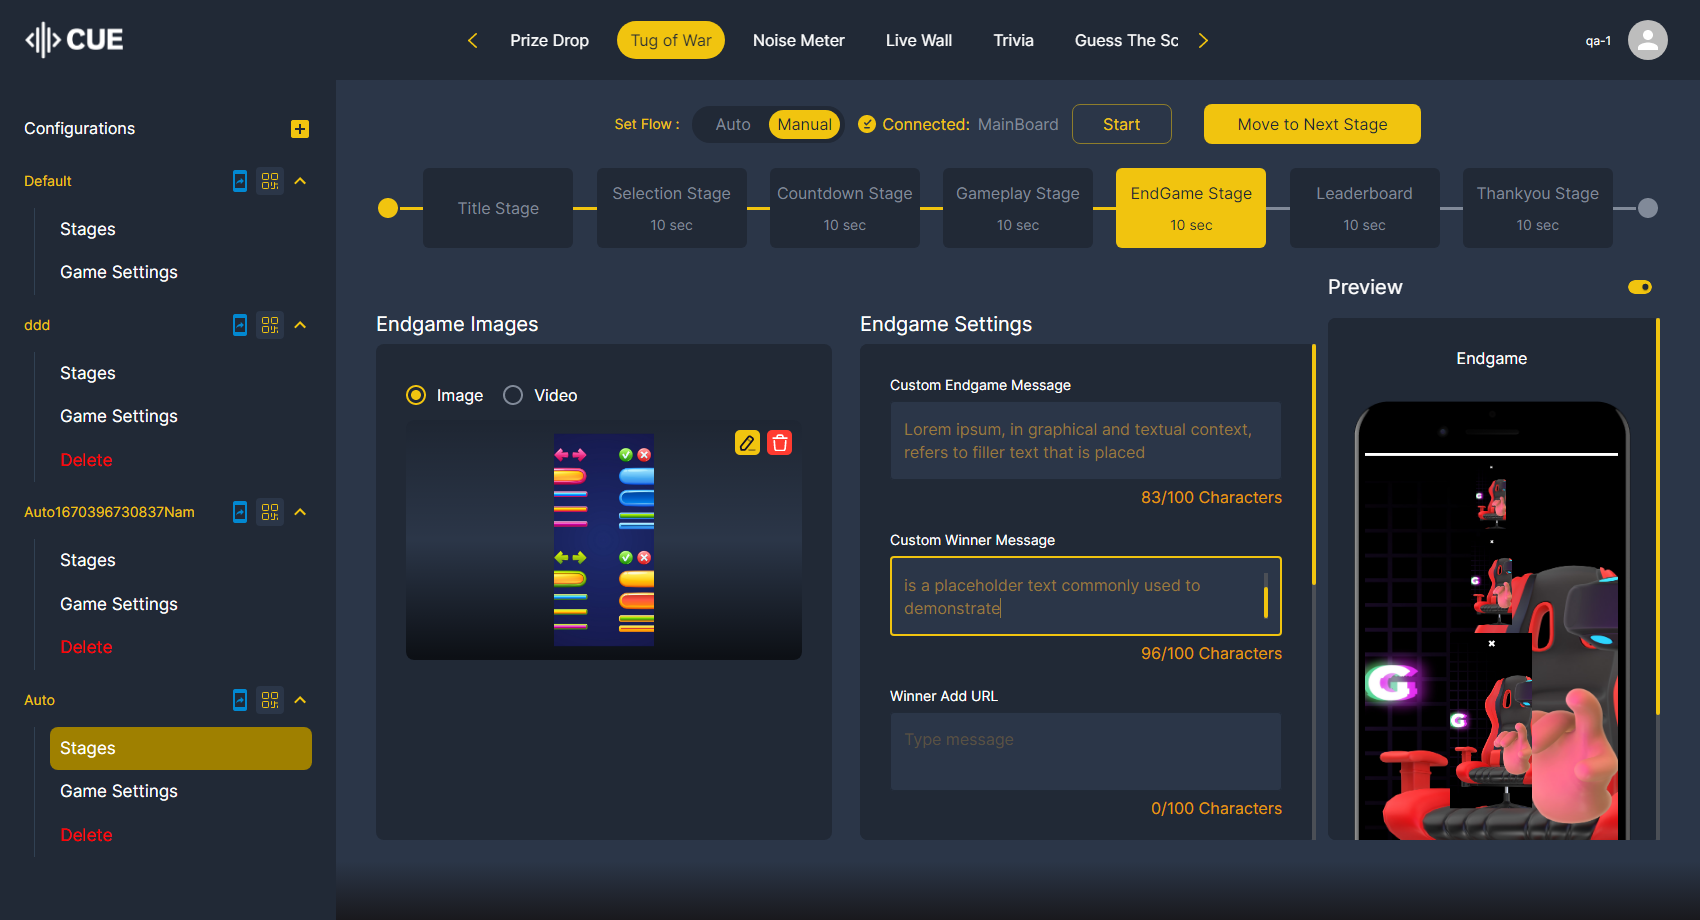 CUE
Prize Drop
Tug of War
Noise Meter
Live Wall
Trivia
Guess The Sc
qa-1
Configurations
Default
Stages
Game Settings
ddd
Stages
Game Settings
Delete
Auto1670396730837Nam
Stages
Game Settings
Delete
Auto
Stages
Game Settings
Delete
Set Flow :
Auto
Manual
Connected: MainBoard
Start
Move to Next Stage
Title Stage
Selection Stage
10 sec
Countdown Stage
10 sec
Gameplay Stage
10 sec
EndGame Stage
10 sec
Leaderboard
10 sec
Thankyou Stage
10 sec
Endgame Images
Image
Video
Endgame Settings
Custom Endgame Message
Lorem ipsum, in graphical and textual context,
refers to filler text that is placed
83/100 Characters
Custom Winner Message
is a placeholder text commonly used to
demonstrate
96/100 Characters
Winner Add URL
Type message
0/100 Characters
Preview
Endgame
G
G
G
G